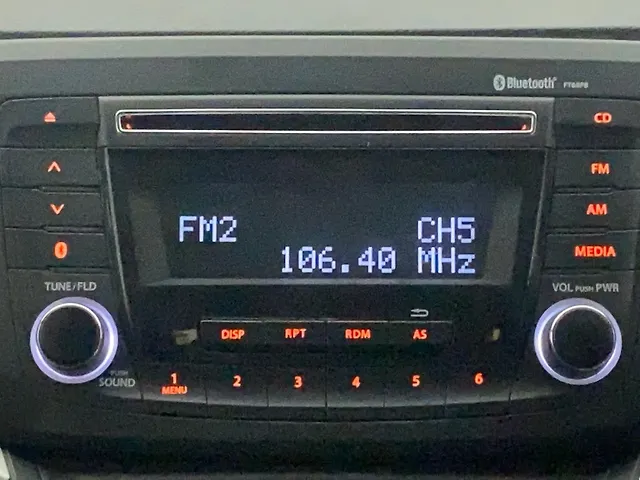 Bluetooth
CD
FM
AM
MEDIA
FM2 CH5
106.40 MHz
TUNE/FLD
VOL PUSH PWR
DISP RPT RDM AS
PUSH
SOUND
1 2 3 4 5 6
MENU